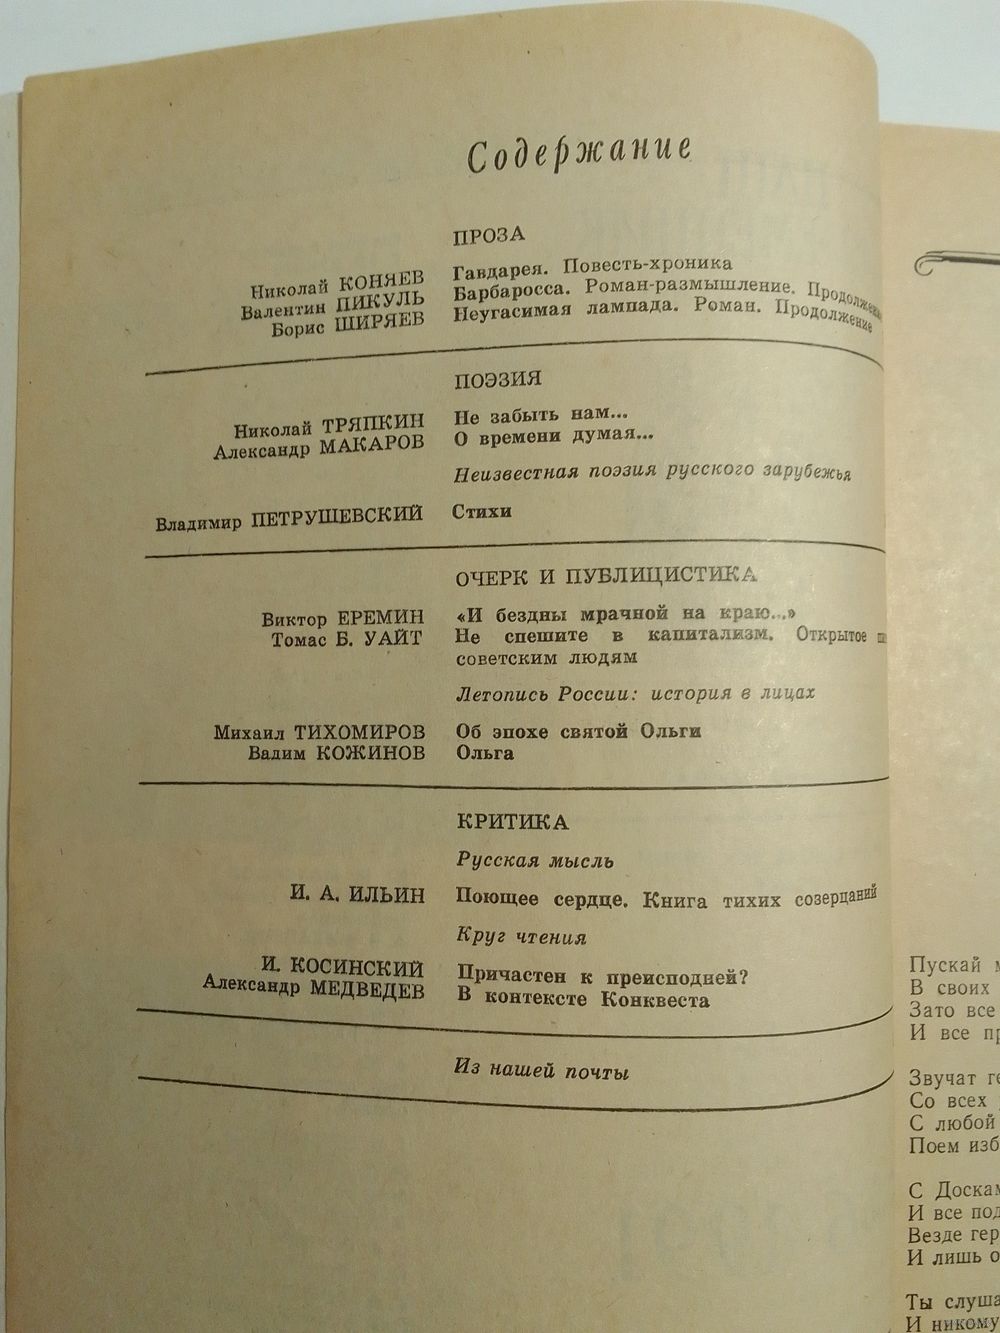 Содержание
ПРОЗА
Николай КОНЯЕВ Гавдарея. Повесть-хроника
Валентин ПИКУЛЬ Барбаросса. Роман-размышление. Продолжение
Борис ШИРЯЕВ Неугасимая лампада. Роман. Продолжение
ПОЭЗИЯ
Николай ТРЯПКИН Не забыть нам...
Александр МАКАРОВ О времени думая...
Неизвестная поэзия русского зарубежья
Владимир ПЕТРУШЕВСКИЙ Стихи
ОЧЕРК И ПУБЛИЦИСТИКА
Виктор ЕРЕМИН «И бездны мрачной на краю...»
Томас Б. УАЙТ Не спешите в капитализм. Открытое
советским людям
Летопись России: история в лицах
Михаил ТИХОМИРОВ Об эпохе святой Ольги
Вадим КОЖИНОВ Ольга
КРИТИКА
Русская мысль
И. А. ИЛЬИН Поющее сердце. Книга тихих созерцаний
Круг чтения
И. КОСИНСКИЙ Причастен к преисподней?
Александр МЕДВЕДЕВ В контексте Конквеста
Из нашей почты
Пускай
В своих
Зато все
И все
Звучат
Со всех
С любой
Поем
С
И все
Везде
И лишь
Ты
И никому